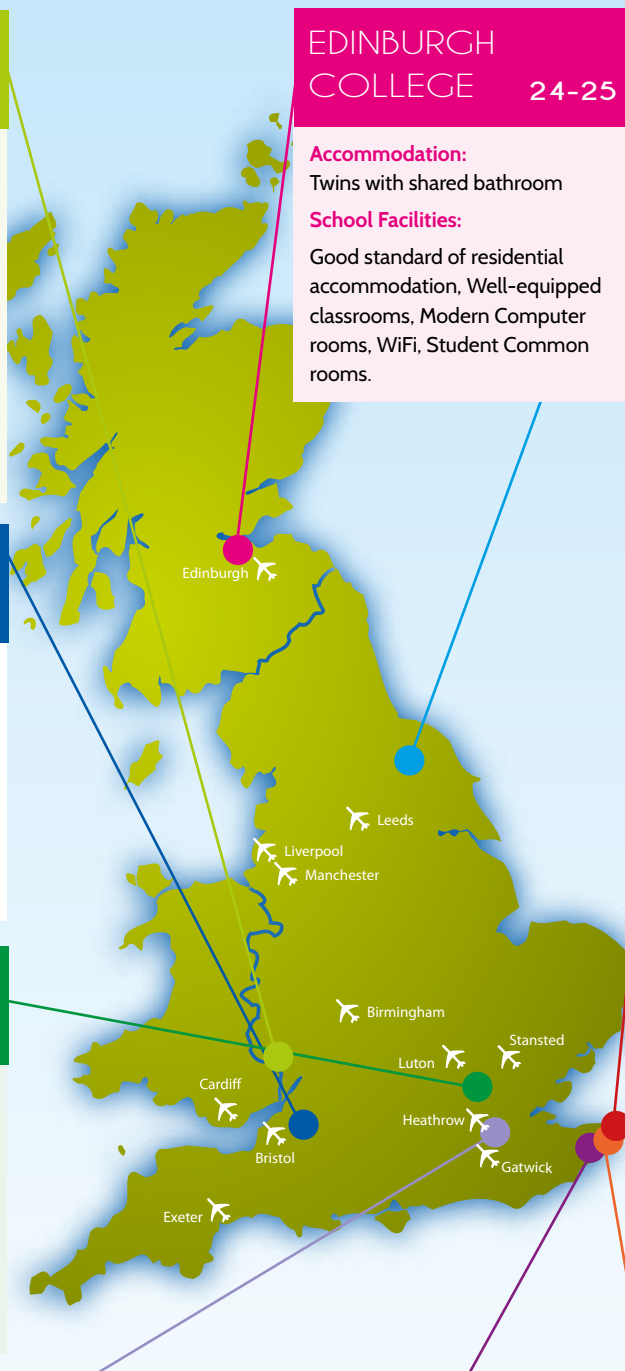 EDINBURGH
COLLEGE 24-25
Accommodation:
Twins with shared bathroom
School Facilities:
Good standard of residential
accommodation, Well-equipped
classrooms, Modern Computer
rooms, WiFi, Student Common
rooms.
Edinburgh
Leeds
Liverpool
Manchester
Birmingham
Stansted
Luton
Cardiff
Heathrow
Bristol
Gatwick
Exeter